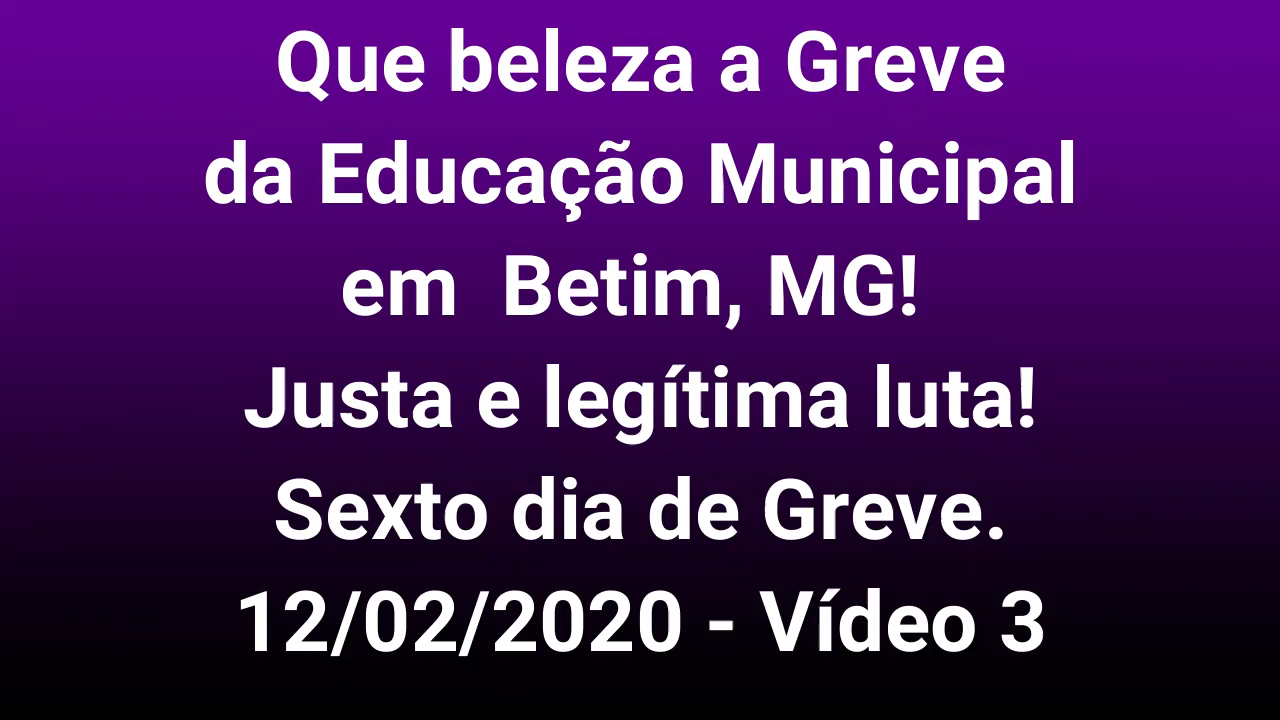 Que beleza a Greve
da Educação Municipal
em  Betim, MG!
Justa e legítima luta!
Sexto dia de Greve.
12/02/2020 - Vídeo 3